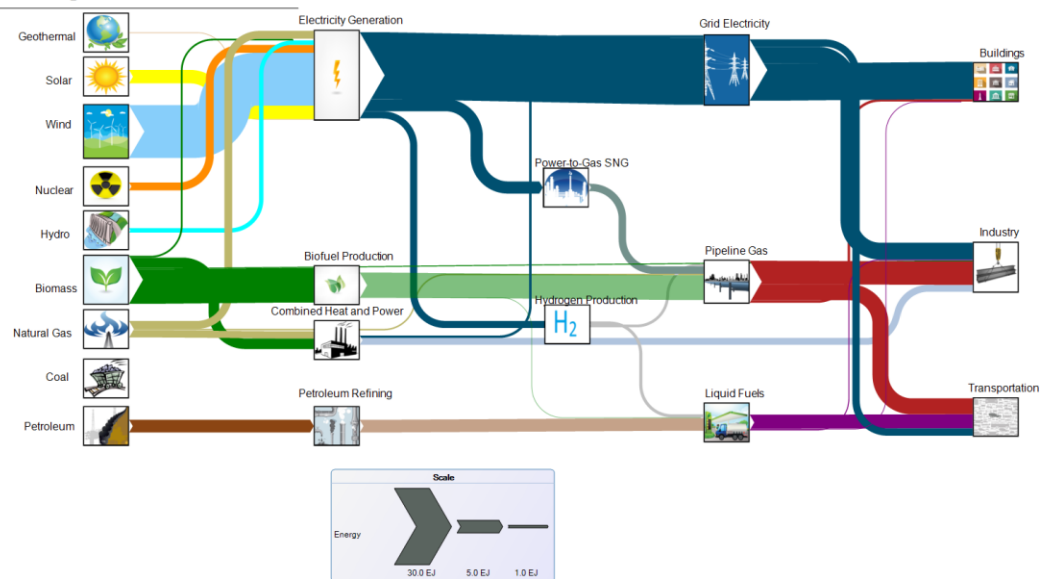 Electricity Generation
Grid Electricity
Geothermal
Buildings
Solar
Wind
Power-to-Gas SNG
Nuclear
Hydro
Industry
Biofuel Production
Pipeline Gas
Biomass
Hydrogen Production
H2
Combined Heat and Power
Natural Gas
Coal
Petroleum Refining
Liquid Fuels
Transportation
Petroleum
Scale
Energy
30.0 EJ
5.0 EJ
1.0 EJ